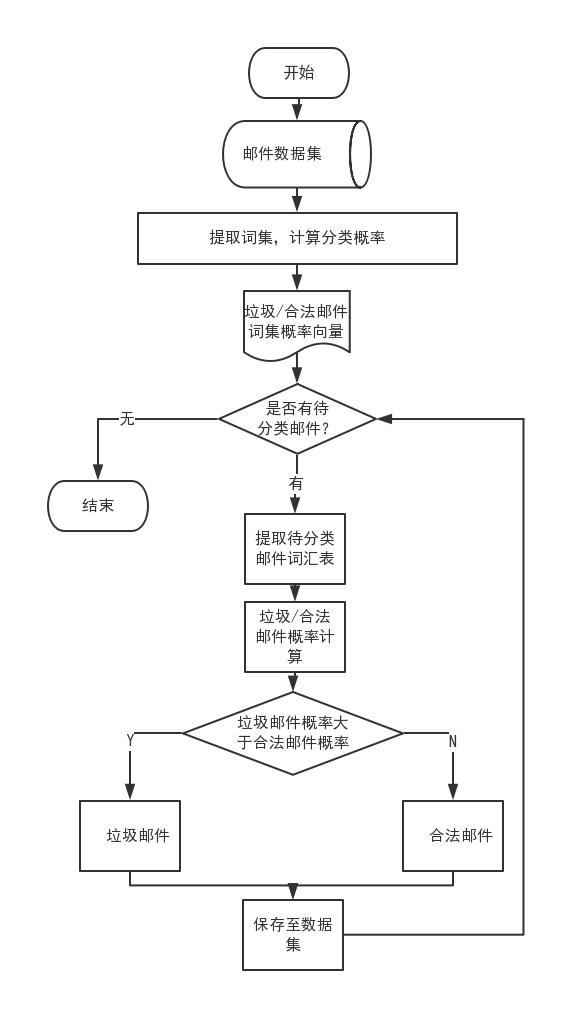 开始
邮件数据集
提取词集，计算分类概率
垃圾/合法邮件
词集概率向量
是否有待
分类邮件？
无
结束
有
提取待分类
邮件词汇表
垃圾/合法
邮件概率计
算
垃圾邮件概率大
于合法邮件概率
Y
N
垃圾邮件
合法邮件
保存至数据
集